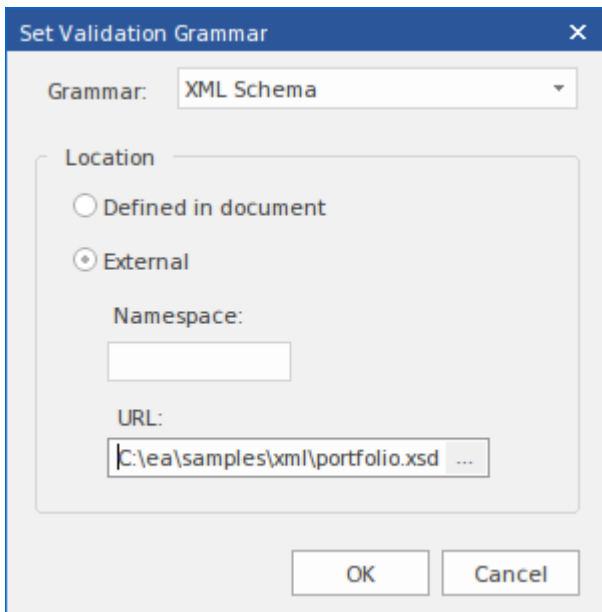 Set Validation Grammar
Grammar: XML Schema
Location
Defined in document
External
Namespace:
URL:
C:\ea\samples\xml\portfolio.xsd ...
OK Cancel